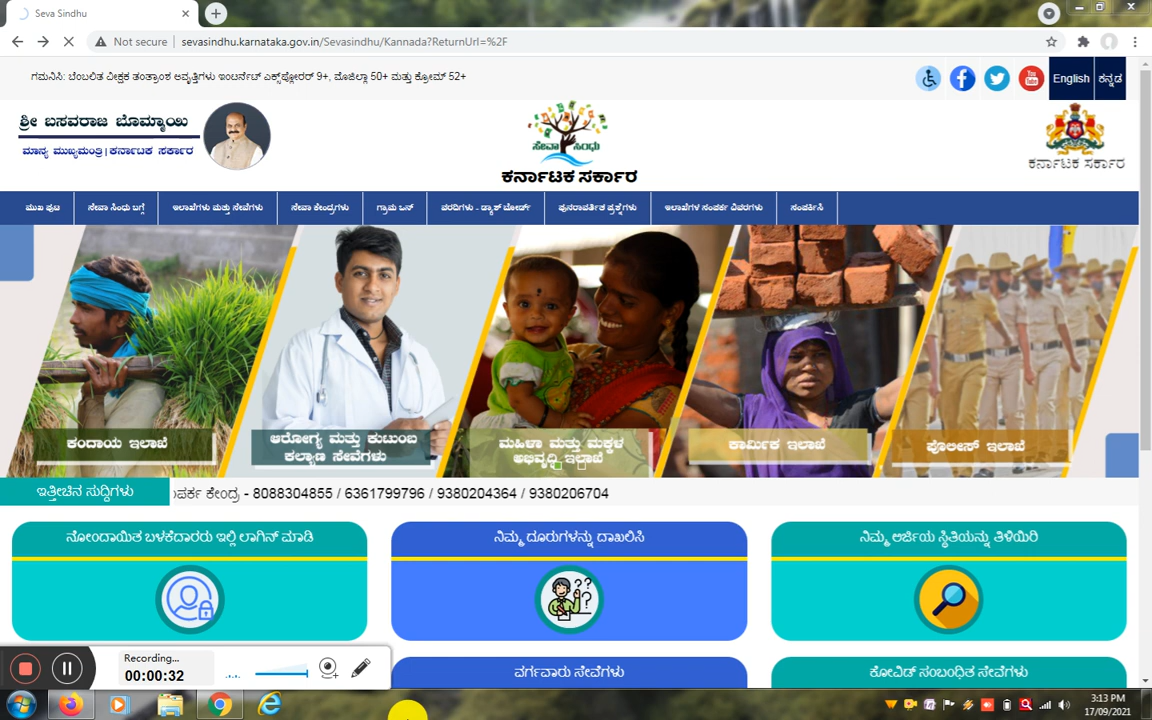 Seva Sindhu
Not secure
sevasindhu.karnataka.gov.in/Sevasindhu/Kannada?ReturnUrl=%2F
ಗಮನಿಸಿ: ಬೆಂಬಲಿತ ವೀಕ್ಷಕ ತಂತ್ರಾಂಶ ಆವೃತ್ತಿಗಳು ಇಂಟರ್ನೆಟ್ ಎಕ್ಸ್‌ಪ್ಲೋರರ್ 9+, ಮೊಜಿಲ್ಲಾ 50+ ಮತ್ತು ಕ್ರೋಮ್ 52+
You Tube
English
ಕನ್ನಡ
ಶ್ರೀ ಬಸವರಾಜ ಬೊಮ್ಮಾಯಿ
ಮಾನ್ಯ ಮುಖ್ಯಮಂತ್ರಿ | ಕರ್ನಾಟಕ ಸರ್ಕಾರ
ಸೇವಾ ಸಿಂಧು
ಕರ್ನಾಟಕ ಸರ್ಕಾರ
ಕರ್ನಾಟಕ ಸರ್ಕಾರ
ಮುಖ ಪುಟ
ಸೇವಾ ಸಿಂಧು ಬಗ್ಗೆ
ಇಲಾಖೆಗಳು ಮತ್ತು ಸೇವೆಗಳು
ಸೇವಾ ಕೇಂದ್ರಗಳು
ಗ್ರಾಮ ಒನ್
ವರದಿಗಳು - ಡ್ಯಾಶ್ ಬೋರ್ಡ್
ಪುನರಾವರ್ತಿತ ಪ್ರಶ್ನೆಗಳು
ಇಲಾಖೆಗಳ ಸಂಪರ್ಕ ವಿವರಗಳು
ಸಂಪರ್ಕಿಸಿ
ಕಂದಾಯ ಇಲಾಖೆ
ಆರೋಗ್ಯ ಮತ್ತು ಕುಟುಂಬ
ಕಲ್ಯಾಣ ಸೇವೆಗಳು
ಮಹಿಳಾ ಮತ್ತು ಮಕ್ಕಳ
ಅಭಿವೃದ್ಧಿ ಇಲಾಖೆ
ಕಾರ್ಮಿಕ ಇಲಾಖೆ
ಪೊಲೀಸ್ ಇಲಾಖೆ
ಇತ್ತೀಚಿನ ಸುದ್ದಿಗಳು
ಪರ್ಕ ಕೇಂದ್ರ - 8088304855 / 6361799796 / 9380204364 / 9380206704
ನೋಂದಾಯಿತ ಬಳಕೆದಾರರು ಇಲ್ಲಿ ಲಾಗಿನ್ ಮಾಡಿ
ನಿಮ್ಮ ದೂರುಗಳನ್ನು ದಾಖಲಿಸಿ
ನಿಮ್ಮ ಅರ್ಜಿಯ ಸ್ಥಿತಿಯನ್ನು ತಿಳಿಯಿರಿ
ವರ್ಗವಾರು ಸೇವೆಗಳು
ಕೋವಿಡ್ ಸಂಬಂಧಿತ ಸೇವೆಗಳು
Recording...
00:00:32
3:13 PM
17/09/2021